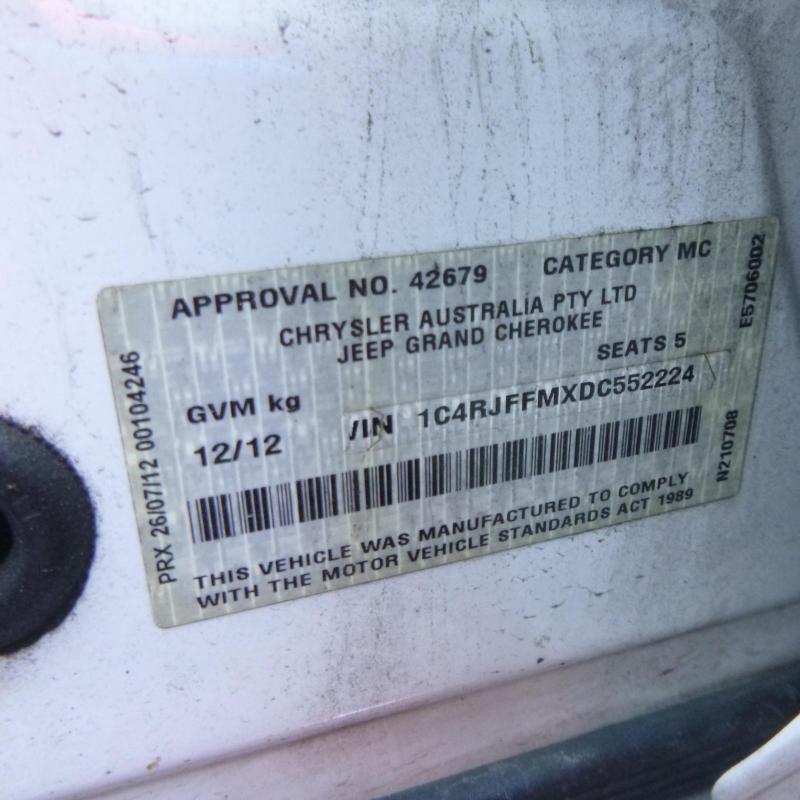 APPROVAL NO. 42679 CATEGORY MC
CHRYSLER AUSTRALIA PTY LTD
JEEP GRAND CHEROKEE
SEATS 5
GVM kg
12/12
VIN 1C4RJFFMXDC552224
THIS VEHICLE WAS MANUFACTURED TO COMPLY
WITH THE MOTOR VEHICLE STANDARDS ACT 1989
PRX 26/07/12 00104246
N210708
E5706002